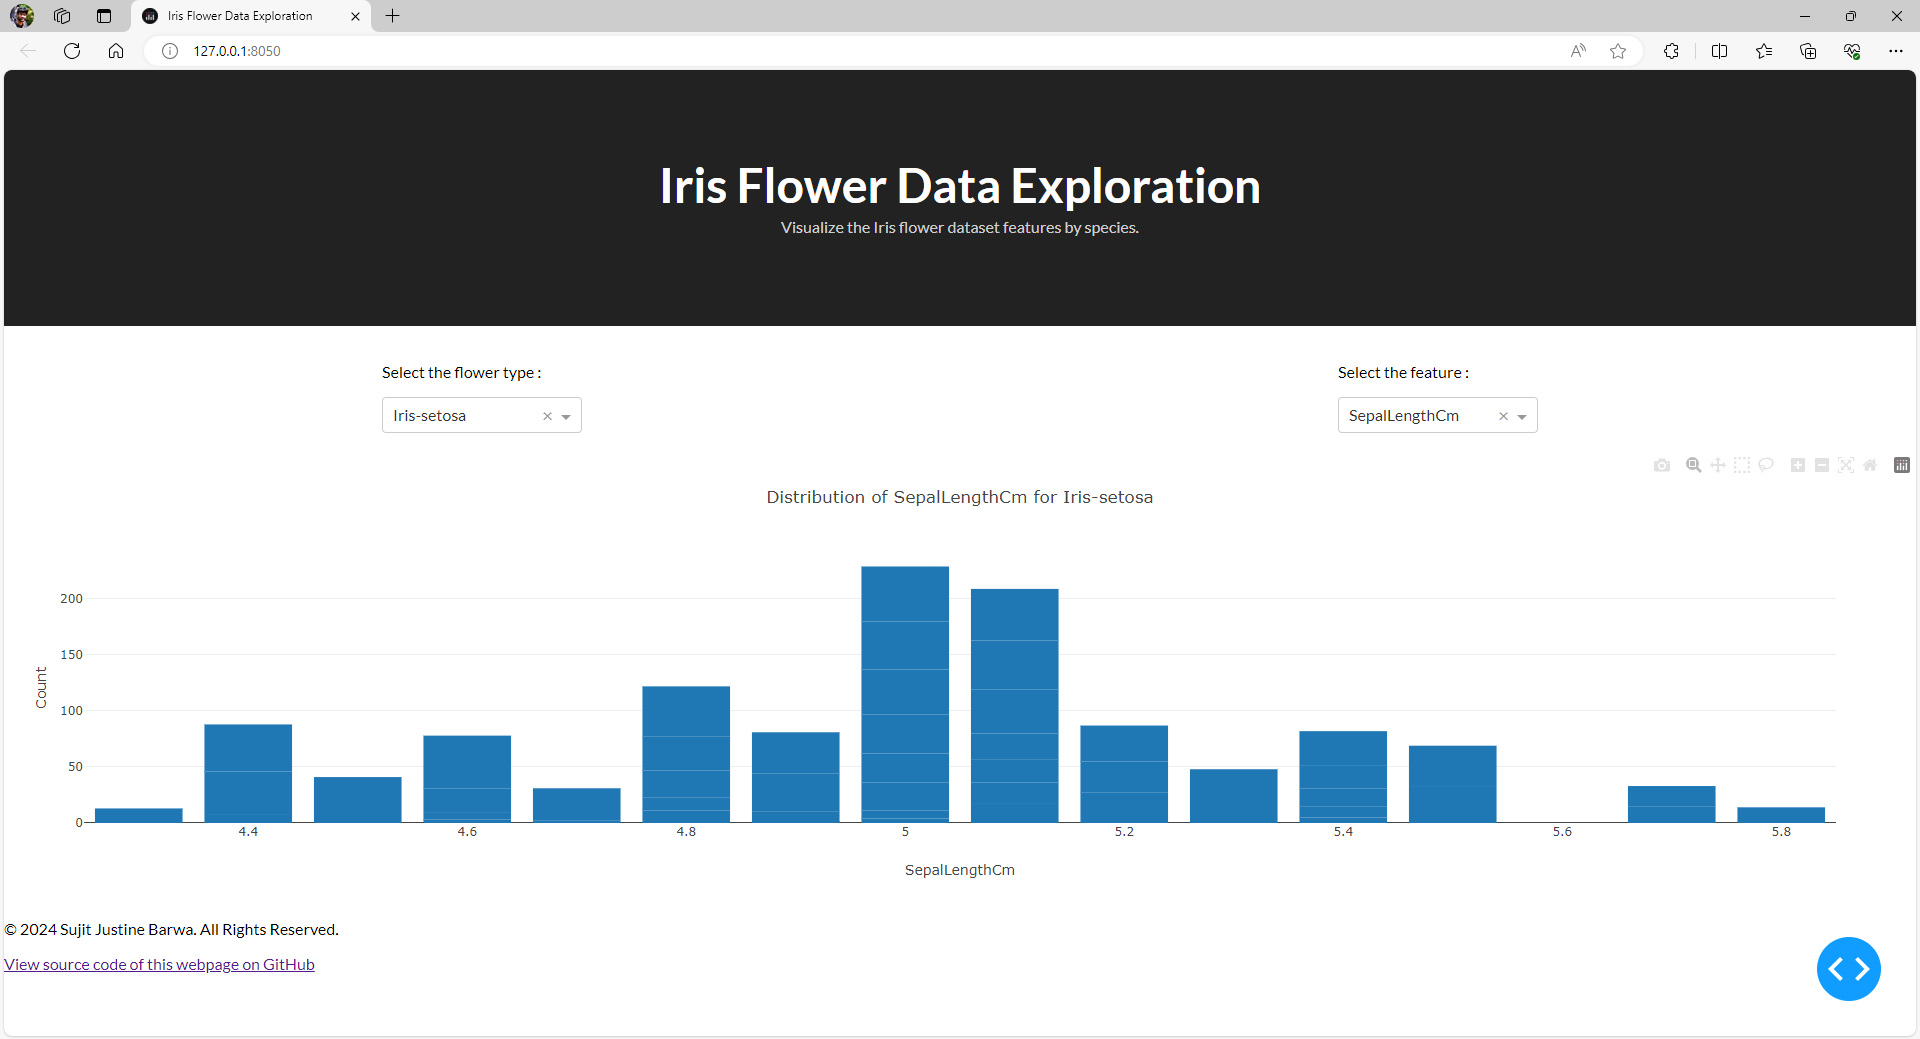 Iris Flower Data Exploration
127.0.0.1:8050
Iris Flower Data Exploration
Visualize the Iris flower dataset features by species.
Select the flower type :
Select the feature :
Iris-setosa
SepalLengthCm
Distribution of SepalLengthCm for Iris-setosa
200
150
100
50
0
Count
4.4 4.6 4.8 5 5.2 5.4 5.6 5.8
SepalLengthCm
© 2024 Sujit Justine Barwa. All Rights Reserved.
View source code of this webpage on GitHub